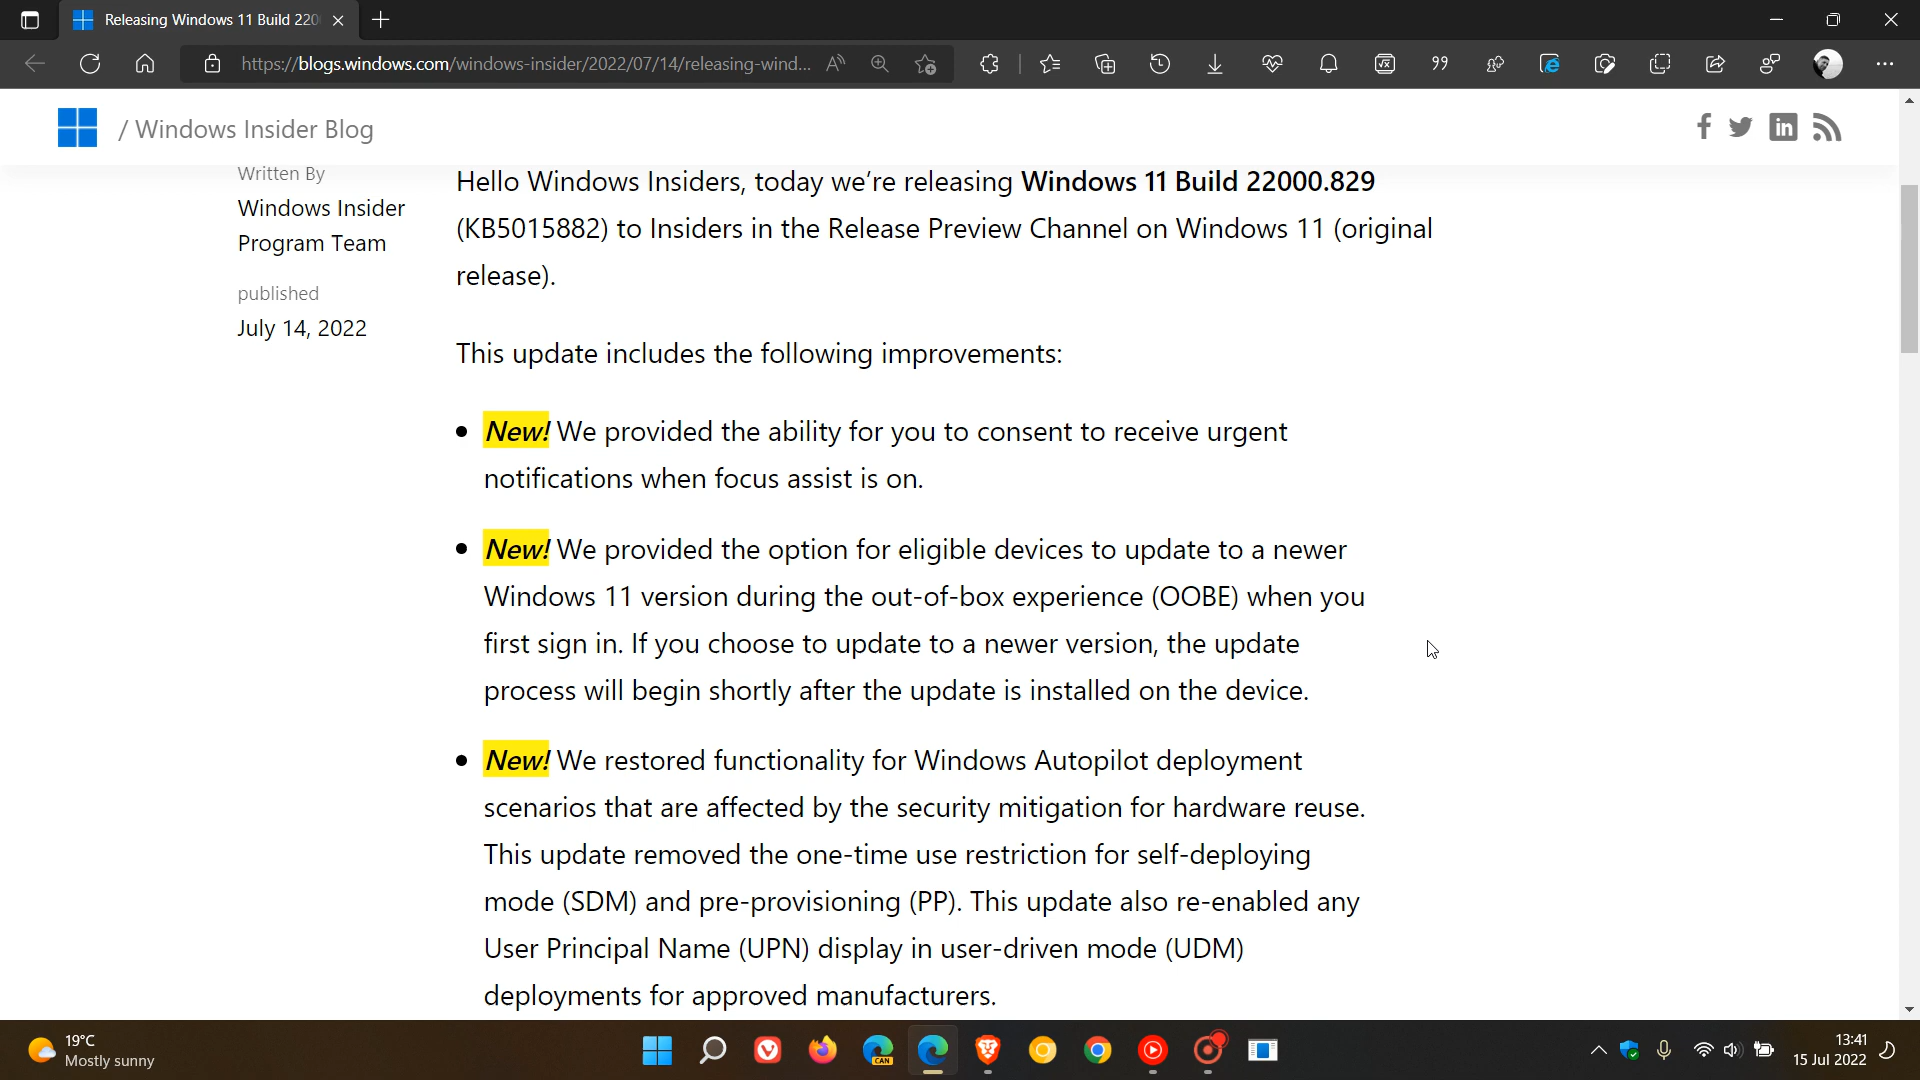 Releasing Windows 11 Build 220
https://blogs.windows.com/windows-insider/2022/07/14/releasing-wind...
/ Windows Insider Blog
Written By
Windows Insider
Program Team
published
July 14, 2022
Hello Windows Insiders, today we’re releasing Windows 11 Build 22000.829
(KB5015882) to Insiders in the Release Preview Channel on Windows 11 (original
release).
This update includes the following improvements:
• New! We provided the ability for you to consent to receive urgent
notifications when focus assist is on.
• New! We provided the option for eligible devices to update to a newer
Windows 11 version during the out-of-box experience (OOBE) when you
first sign in. If you choose to update to a newer version, the update
process will begin shortly after the update is installed on the device.
• New! We restored functionality for Windows Autopilot deployment
scenarios that are affected by the security mitigation for hardware reuse.
This update removed the one-time use restriction for self-deploying
mode (SDM) and pre-provisioning (PP). This update also re-enabled any
User Principal Name (UPN) display in user-driven mode (UDM)
deployments for approved manufacturers.
19°C
Mostly sunny
CAN
13:41
15 Jul 2022